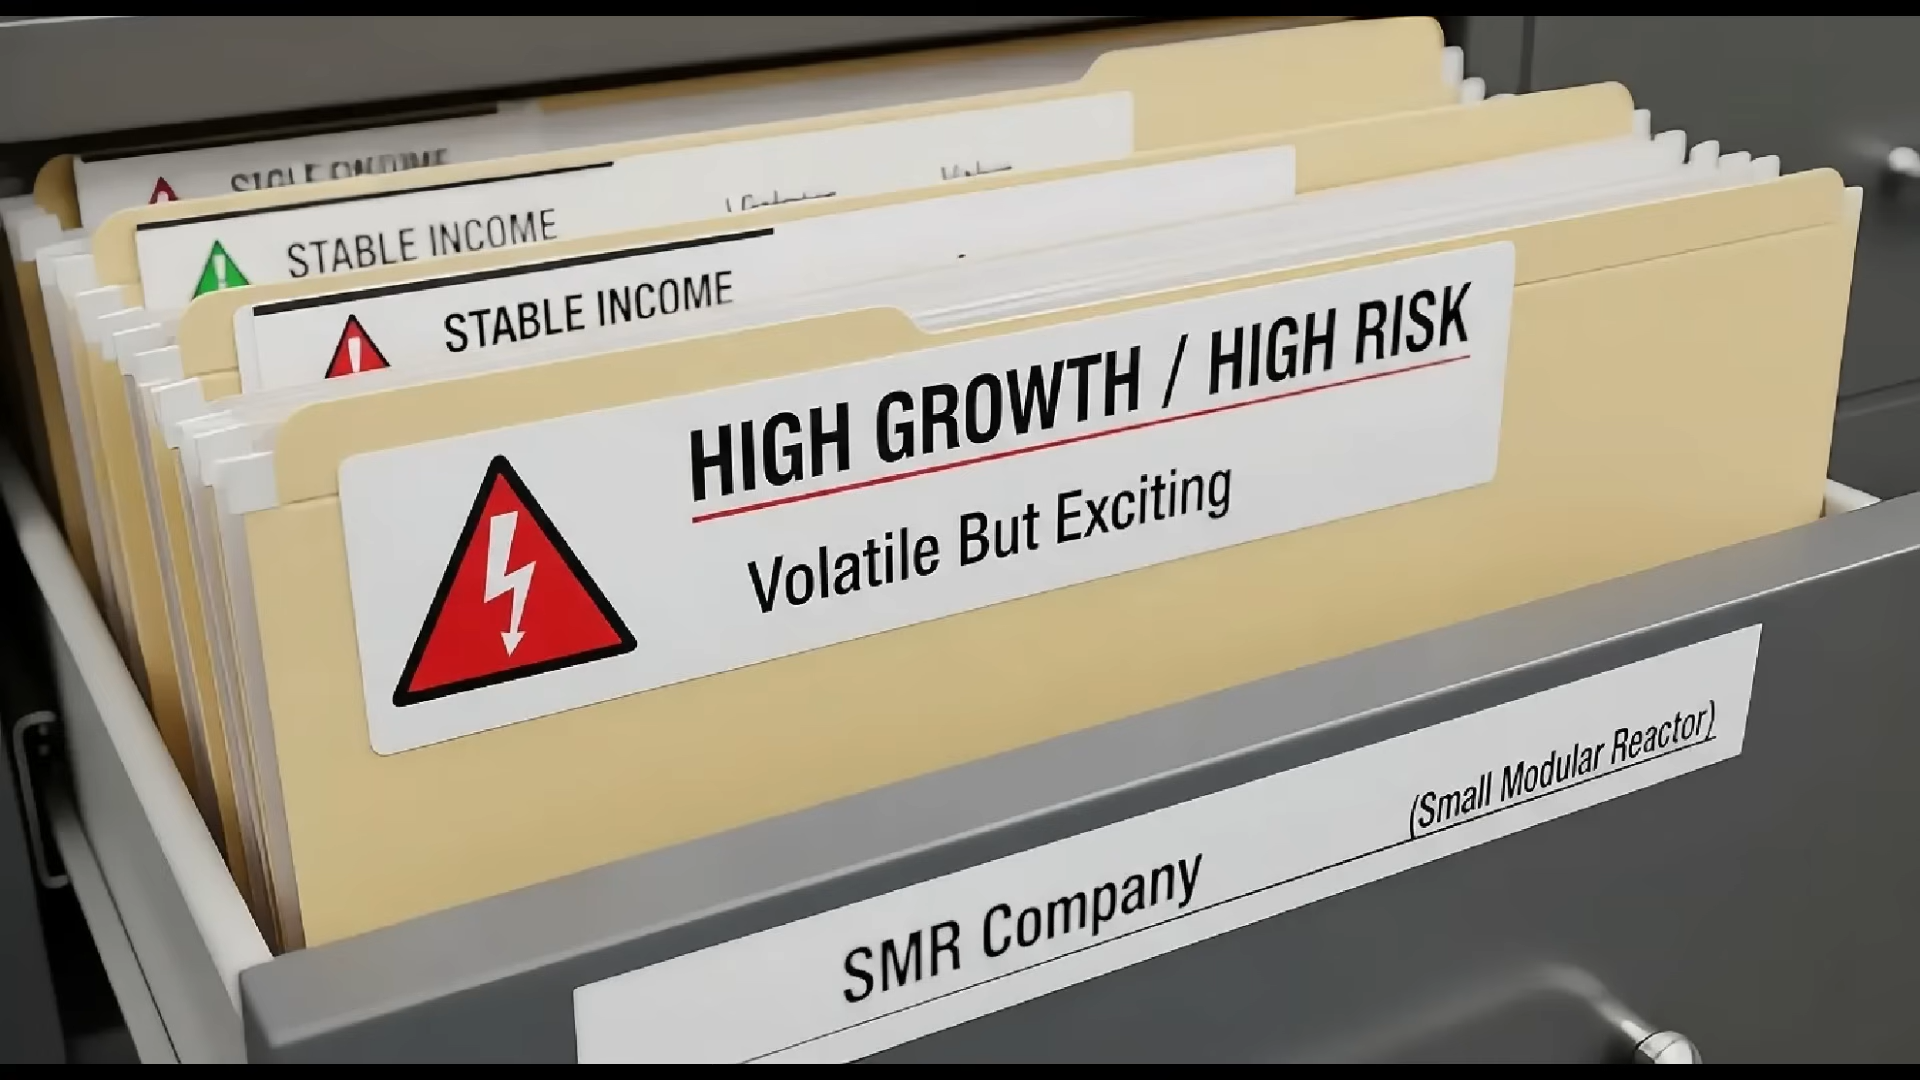 STABLE INCOME
STABLE INCOME
HIGH GROWTH / HIGH RISK
Volatile But Exciting
(Small Modular Reactor)
SMR Company